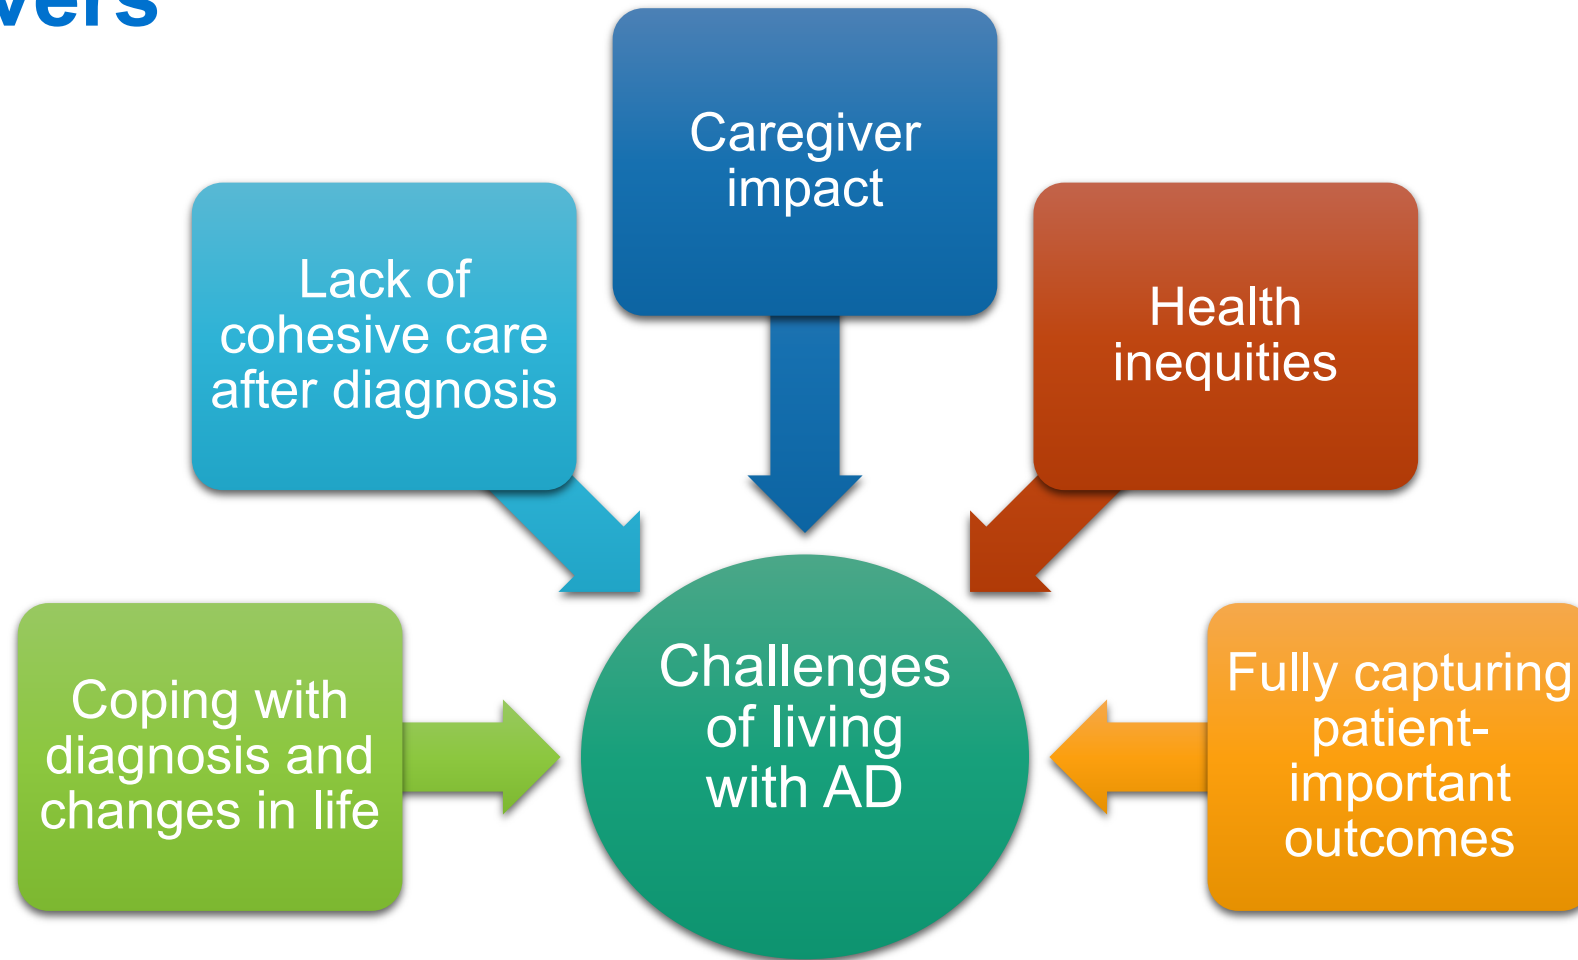 Caregiver
impact
Lack of
cohesive care
after diagnosis
Health
inequities
Coping with
diagnosis and
changes in life
Challenges
of living
with AD
Fully capturing
patient-
important
outcomes